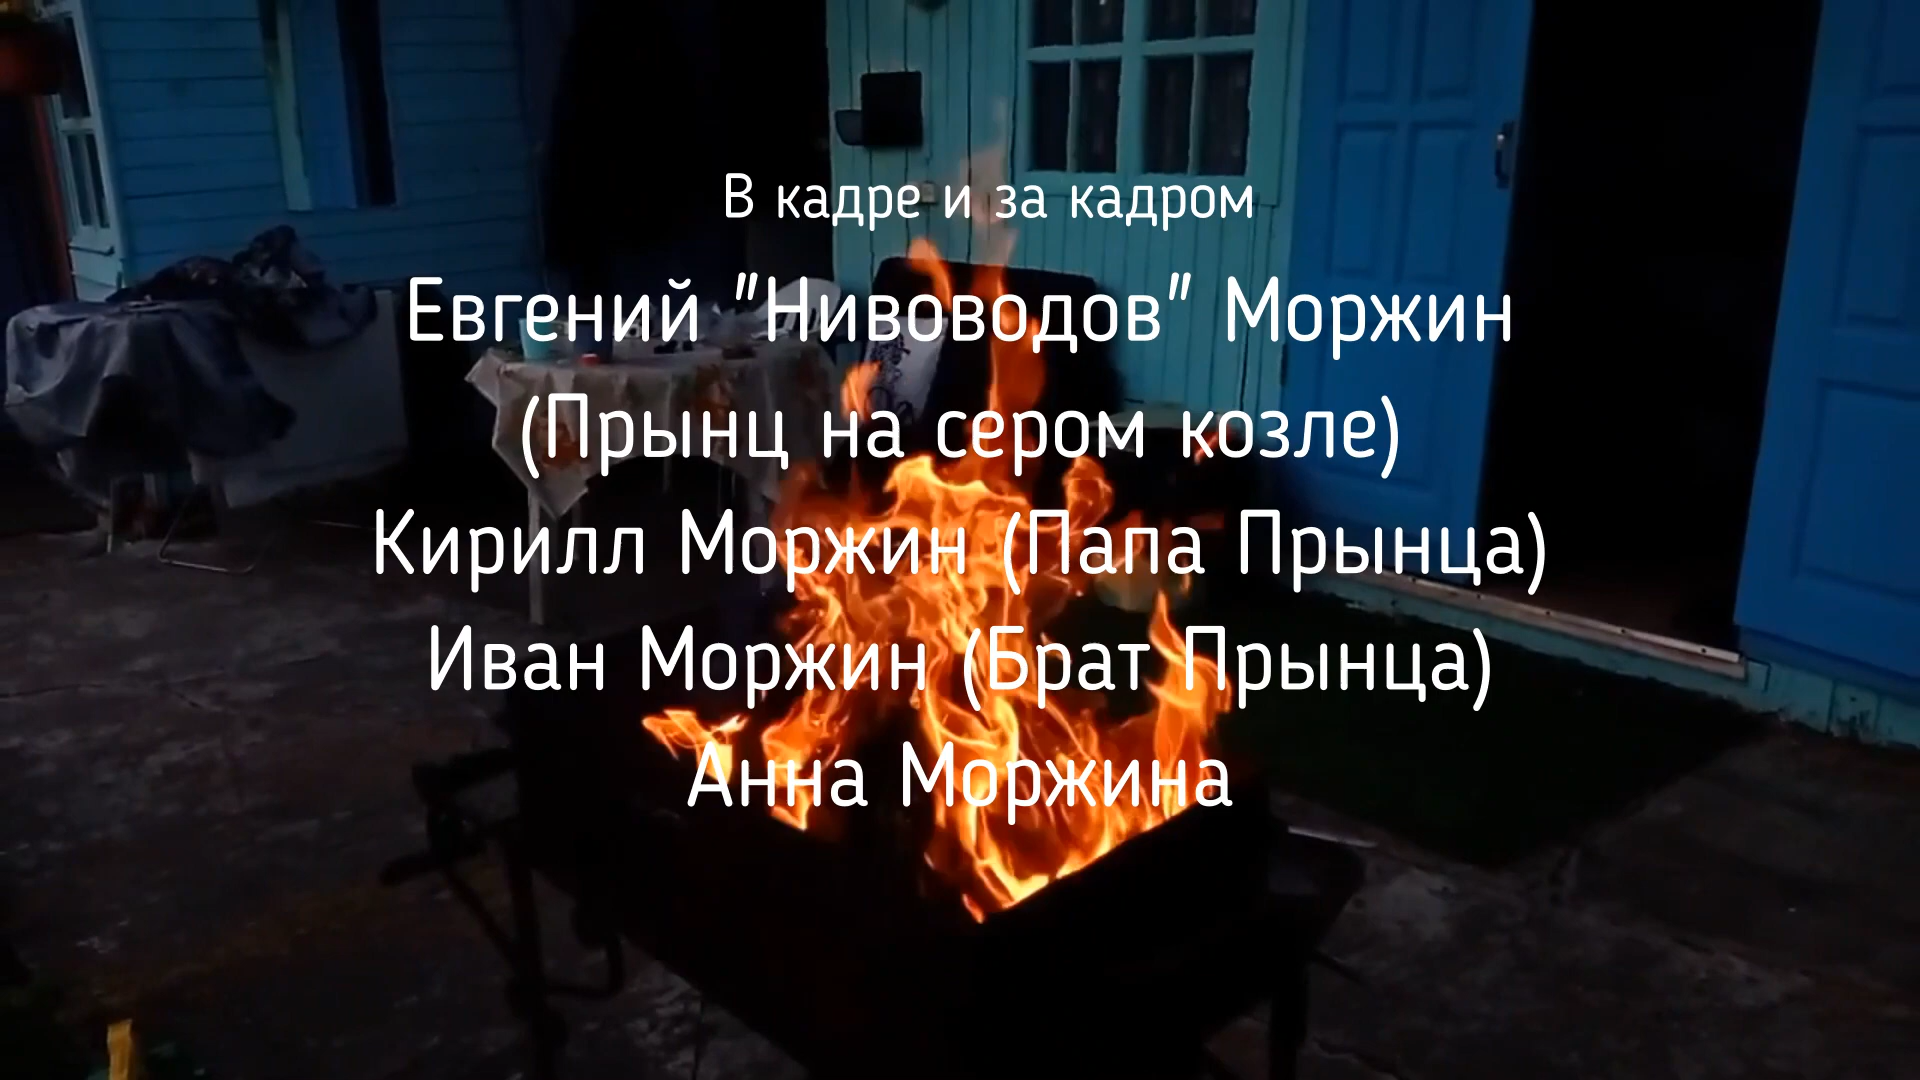 В кадре и за кадром
Евгений "Нивоводов" Моржин
(Прынц на сером козле)
Кирилл Моржин (Папа Прынца)
Иван Моржин (Брат Прынца)
Анна Моржина